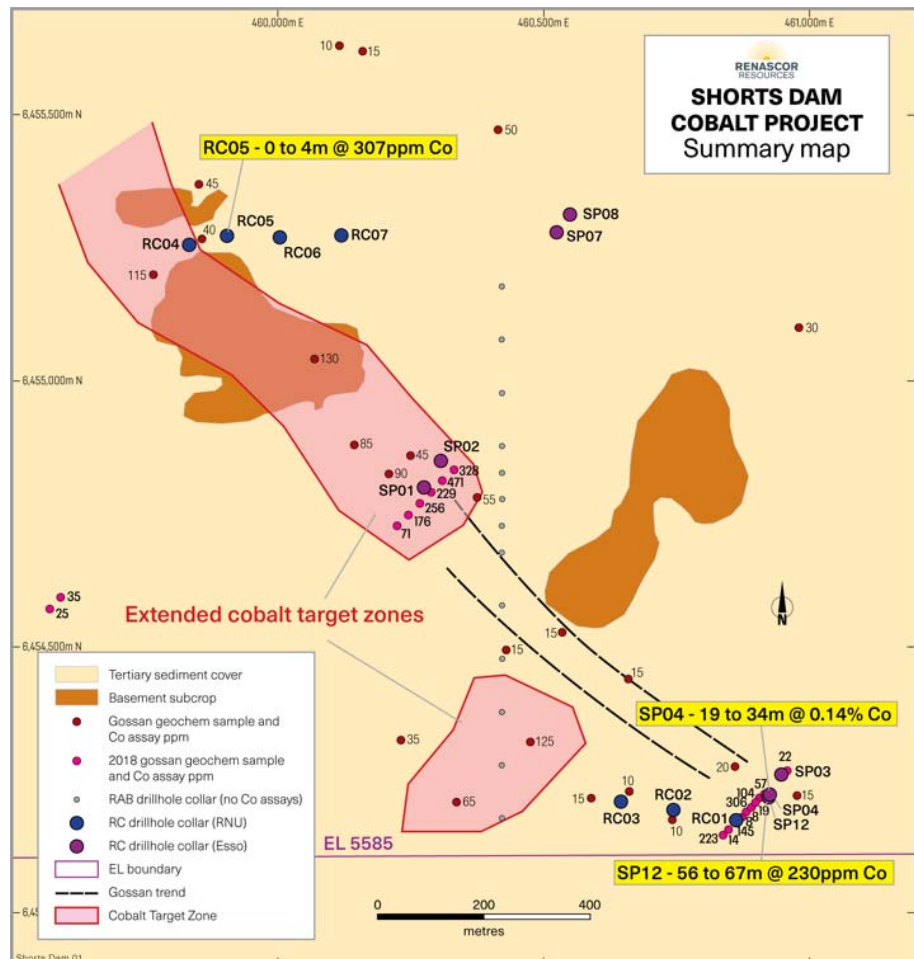 460,000m E
460,500m E
461,000m E
RENASCOR
RESOURCES
SHORTS DAM
COBALT PROJECT
Summary map
10
15
6,455,500m N
50
RC05 - 0 to 4m @ 307ppm Co
45
SP08
SP07
40
RC05
RC04
RC06
RC07
115
30
130
6,455,000m N
85
45
SP02
90
328
471
SP01
229
55
256
176
71
35
25
Extended cobalt target zones
15
6,454,500m N
15
15
SP04 - 19 to 34m @ 0.14% Co
35
125
22
20
SP03
57
10
104
15
65
15
306
19
SP04
RC03
RC02
RC01
8
SP12
10
8
145
223
14
EL 5585
SP12 - 56 to 67m @ 230ppm Co
Tertiary sediment cover
Basement subcrop
Gossan geochem sample and
Co assay ppm
2018 gossan geochem sample
and Co assay ppm
RAB drillhole collar (no Co assays)
RC drillhole collar (RNU)
RC drillhole collar (Esso)
EL boundary
Gossan trend
Cobalt Target Zone
N
0
200
400
metres
Shorts Dam 01